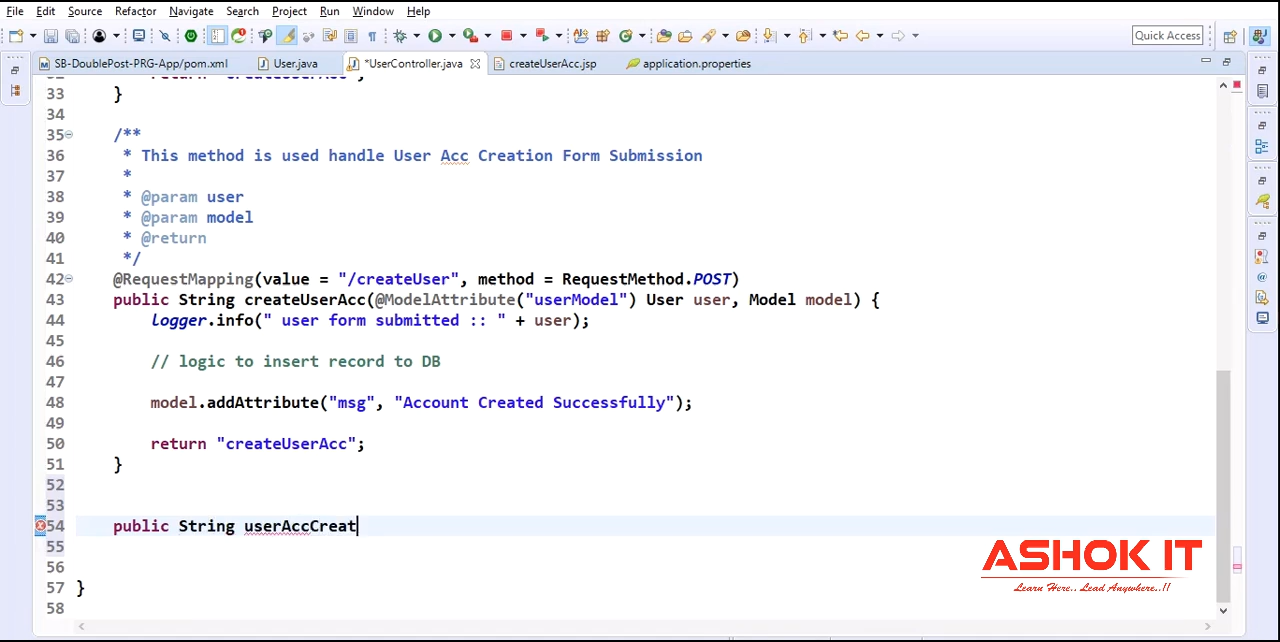 File Edit Source Refactor Navigate Search Project Run Window Help
Quick Access
SB-DoublePost-PRG-App/pom.xml User.java *UserController.java createUserAcc.jsp application.properties
33 }
34
35 /**
36 * This method is used handle User Acc Creation Form Submission
37 *
38 * @param user
39 * @param model
40 * @return
41 */
42 @RequestMapping(value = "/createUser", method = RequestMethod.POST)
43 public String createUserAcc(@ModelAttribute("userModel") User user, Model model) {
44 logger.info(" user form submitted :: " + user);
45
46 // logic to insert record to DB
47
48 model.addAttribute("msg", "Account Created Successfully");
49
50 return "createUserAcc";
51 }
52
53
54 public String userAccCreat
55
56
57 }
58
ASHOK IT
Learn Here.. Lead Anywhere..!!